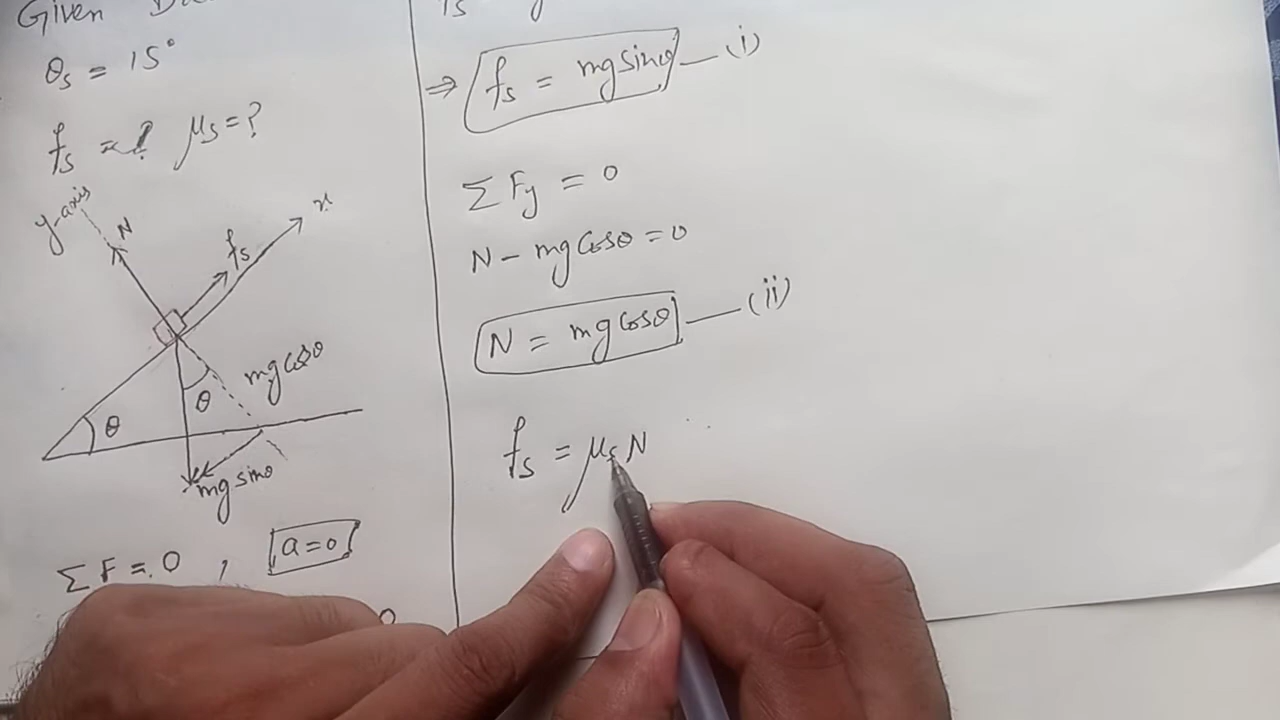 Given
θs = 15°
fs = ? μs = ?
y-axis
N
fs
x
θ
θ
mg cosθ
mg sinθ
ΣF = 0 , a = 0
0
⇒ fs = mg sinθ — (i)
ΣFy = 0
N - mg Cosθ = 0
N = mg Cosθ — (ii)
fs = μs N